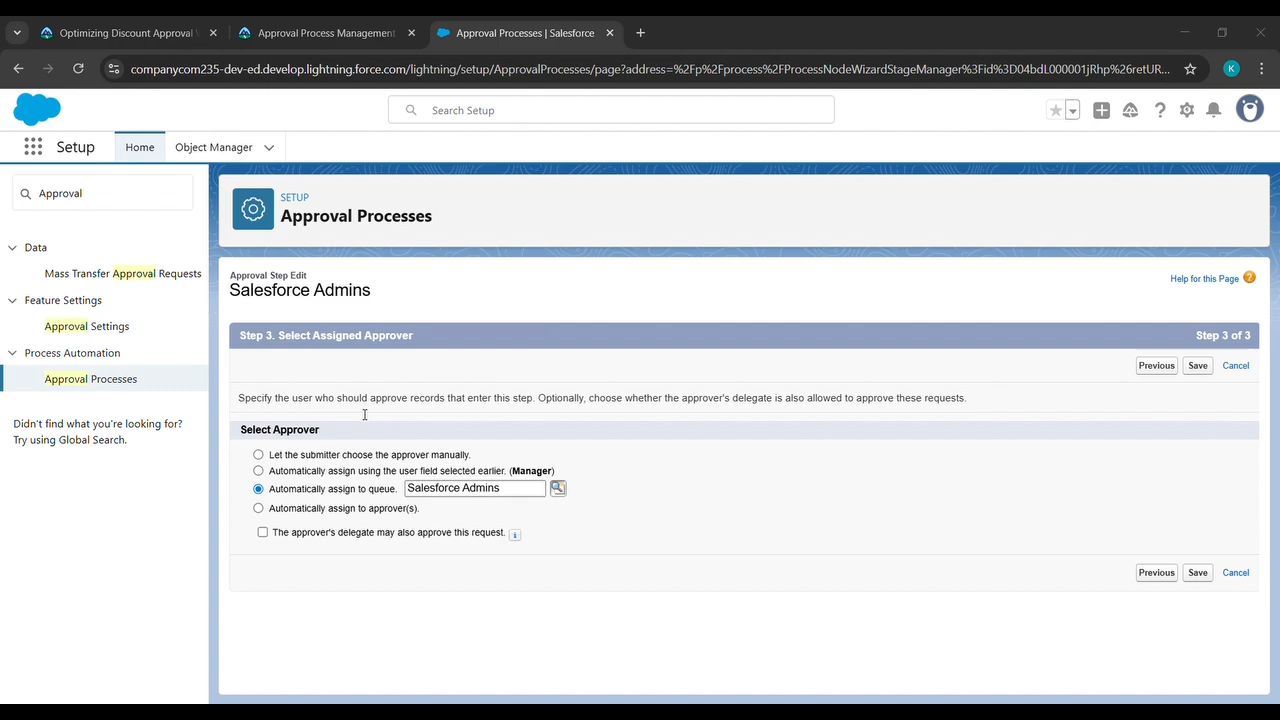 Optimizing Discount Approval
Approval Process Management
Approval Processes | Salesforce
companycom235-dev-ed.develop.lightning.force.com/lightning/setup/ApprovalProcesses/page?address=%2Fp%2Fprocess%2FProcessNodeWizardStageManager%3Fid%3D04bdL000001jRhp%26retUR...
K
Search Setup
Setup
Home
Object Manager
Approval
Data
Mass Transfer Approval Requests
Feature Settings
Approval Settings
Process Automation
Approval Processes
Didn't find what you're looking for?
Try using Global Search.
SETUP
Approval Processes
Approval Step Edit
Salesforce Admins
Help for this Page
Step 3. Select Assigned Approver
Step 3 of 3
Previous
Save
Cancel
Specify the user who should approve records that enter this step. Optionally, choose whether the approver's delegate is also allowed to approve these requests.
Select Approver
Let the submitter choose the approver manually.
Automatically assign using the user field selected earlier. (Manager)
Automatically assign to queue. Salesforce Admins
Automatically assign to approver(s).
The approver's delegate may also approve this request.
Previous
Save
Cancel